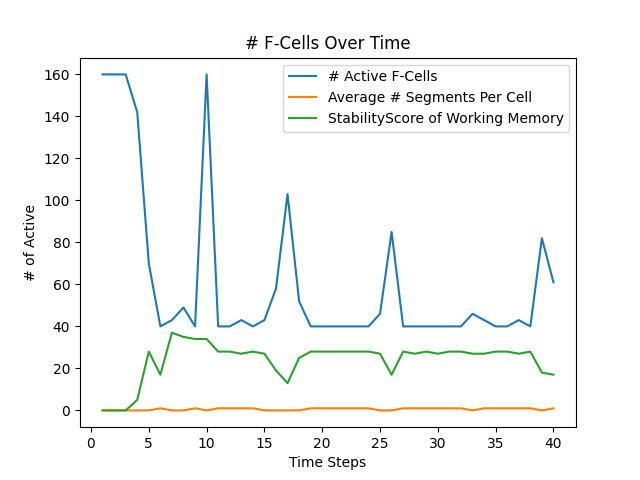 # F-Cells Over Time
# Active F-Cells
Average # Segments Per Cell
StabilityScore of Working Memory
# of Active
160
140
120
100
80
60
40
20
0
0 5 10 15 20 25 30 35 40
Time Steps